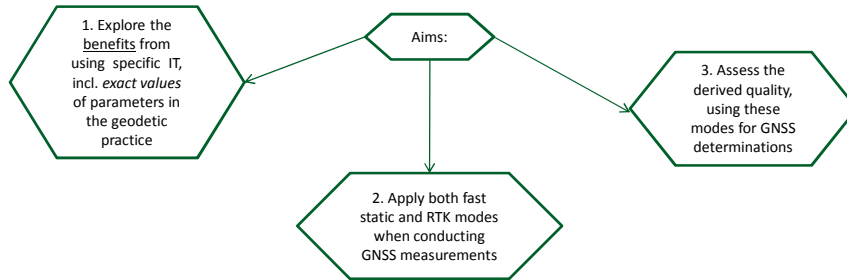 Aims:
1. Explore the
benefits from
using specific IT,
incl. exact values
of parameters in
the geodetic
practice
2. Apply both fast
static and RTK modes
when conducting
GNSS measurements
3. Assess the
derived quality,
using these
modes for GNSS
determinations